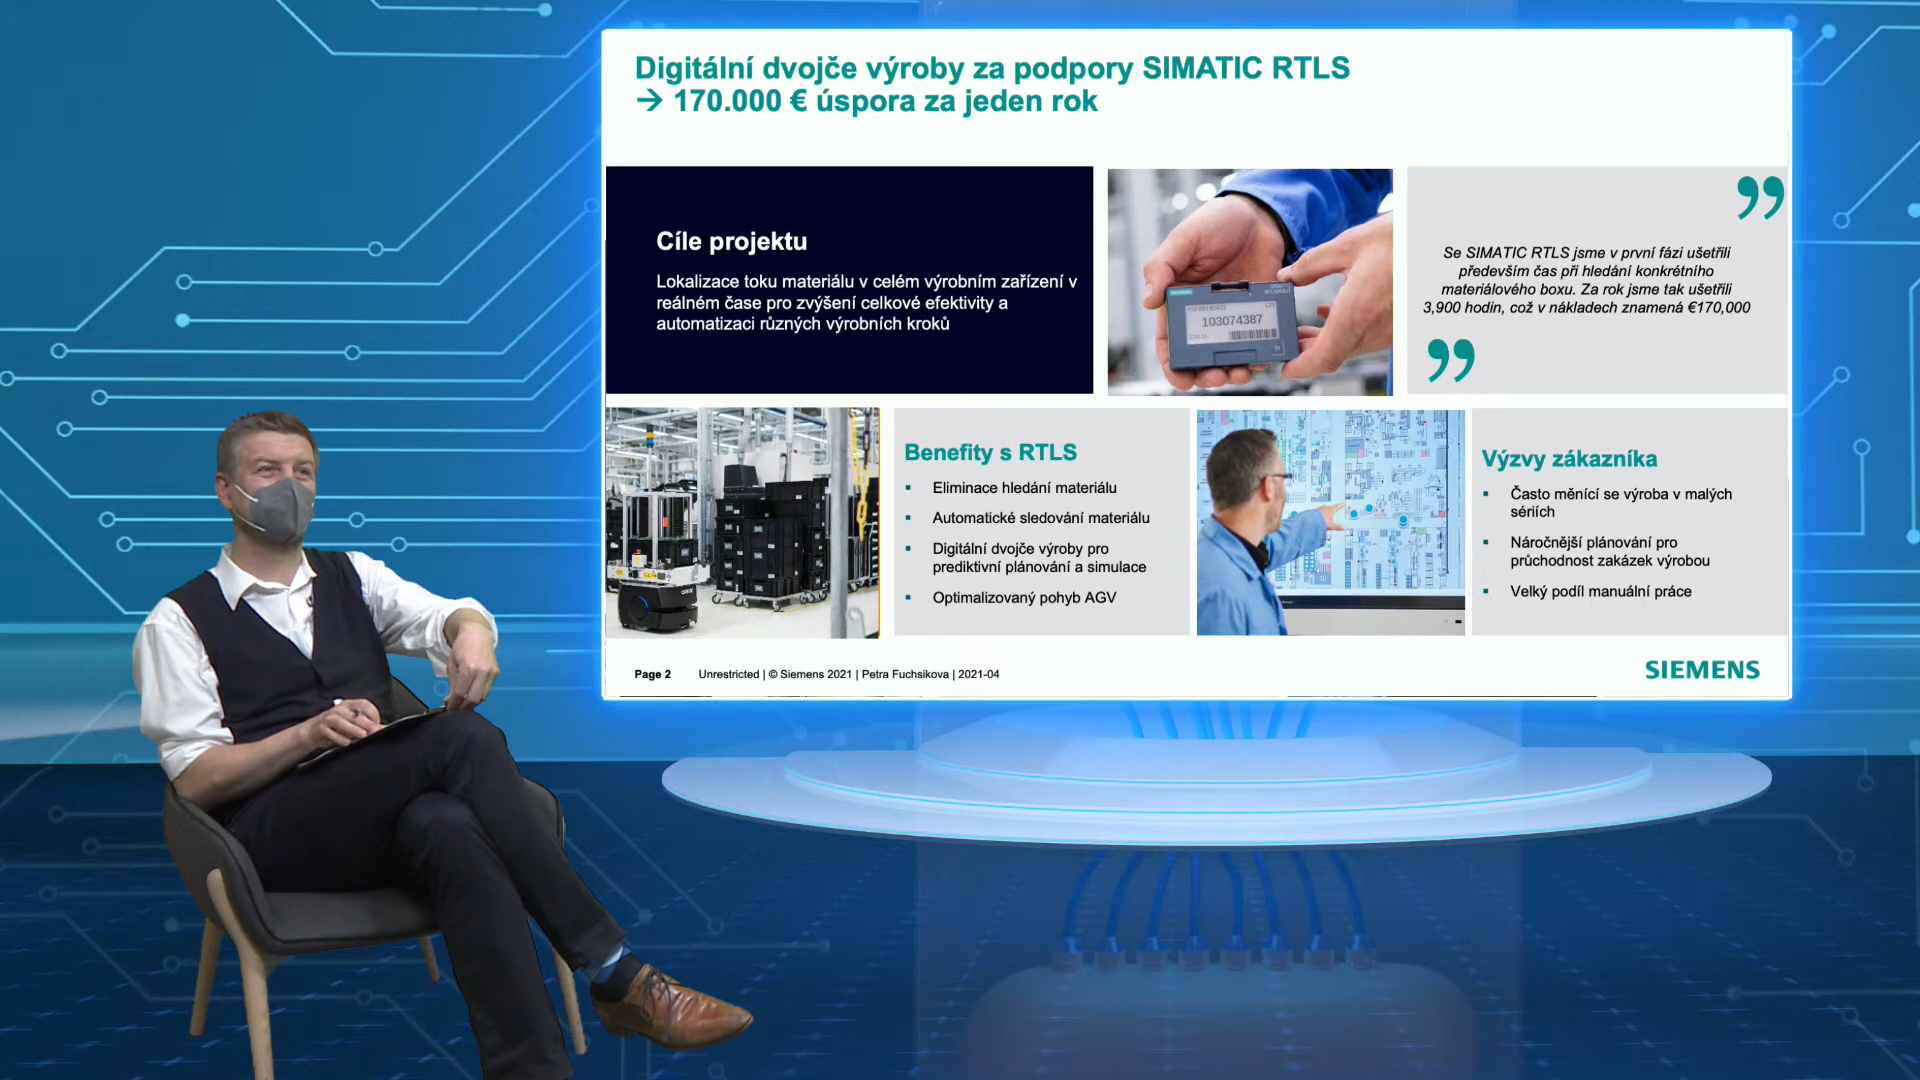 Digitální dvojče výroby za podpory SIMATIC RTLS
→ 170.000 € úspora za jeden rok
Cíle projektu
Lokalizace toku materiálu v celém výrobním zařízení v
reálném čase pro zvýšení celkové efektivity a
automatizaci různých výrobních kroků
SIEMENS
103074387
Se SIMATIC RTLS jsme v první fázi ušetřili
především čas při hledání konkrétního
materiálového boxu. Za rok jsme tak ušetřili
3,900 hodin, což v nákladech znamená €170,000
Benefity s RTLS
▪ Eliminace hledání materiálu
▪ Automatické sledování materiálu
▪ Digitální dvojče výroby pro
prediktivní plánování a simulace
▪ Optimalizovaný pohyb AGV
Výzvy zákazníka
▪ Často měnící se výroba v malých
sériích
▪ Náročnější plánování pro
průchodnost zakázek výrobou
▪ Velký podíl manuální práce
Page 2 Unrestricted | © Siemens 2021 | Petra Fuchsikova | 2021-04
SIEMENS